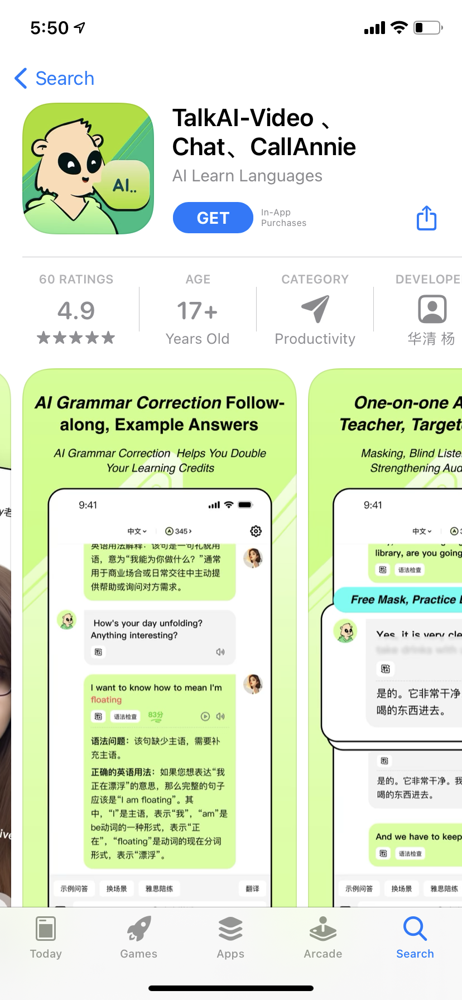 5:50
Search
TalkAI-Video 、
Chat、CallAnnie
AI Learn Languages
GET
In-App
Purchases
AI..
60 RATINGS
4.9
AGE
17+
Years Old
CATEGORY
Productivity
DEVELOPE
华清 杨
AI Grammar Correction Follow-
along, Example Answers
AI Grammar Correction Helps You Double
Your Learning Credits
9:41
中文
345
英语用法解释：该句是一句礼貌用
语，意为“我能为你做什么？”通常
用于商业场合或日常交往中主动提
供帮助或询问对方需求。
How's your day unfolding?
Anything interesting?
I want to know how to mean I'm
floating
语法检查
83分
语法问题：该句缺少主语，需要补
充主语。
正确的英语用法：如果您想表达“我
正在漂浮”的意思，那么完整的句子
应该是“I am floating”。其
中，“I”是主语，表示“我”，“am”是
be动词的一种形式，表示“正
在”，“floating”是动词的现在分词
形式，表示“漂浮”。
示例问答
换场景
雅思陪练
翻译
One-on-one A
Teacher, Target
Masking, Blind Liste
Strengthening Aud
9:41
中文
library, are you going
语法检查
Free Mask, Practice
Yes, it is very cle
是的。它非常干净
喝的东西进去。
是的。它非常干净。我
喝的东西进去。
And we have to keep
语法检查
示例问答
换场景
雅思陪练
y老
ive
Today
Games
Apps
Arcade
Search